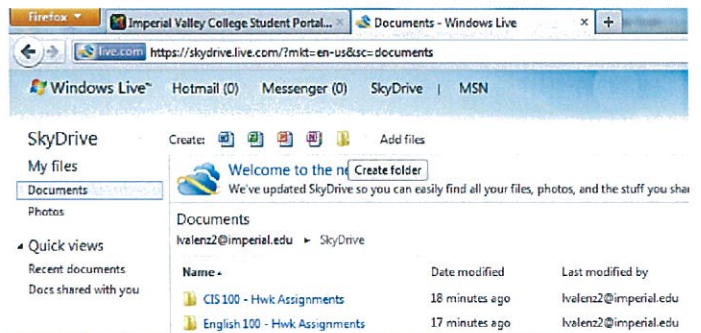 Firefox
Imperial Valley College Student Portal...
Documents - Windows Live
live.com https://skydrive.live.com/?mkt=en-us&sc=documents
Windows Live™ Hotmail (0) Messenger (0) SkyDrive | MSN
SkyDrive Create: Add files
My files
Documents
Photos
Quick views
Recent documents
Docs shared with you
Welcome to the ne
Create folder
We've updated SkyDrive so you can easily find all your files, photos, and the stuff you shar
Documents
lvalenz2@imperial.edu ► SkyDrive
Name Date modified Last modified by
CIS 100 - Hwk Assignments 18 minutes ago lvalenz2@imperial.edu
English 100 - Hwk Assignments 17 minutes ago lvalenz2@imperial.edu